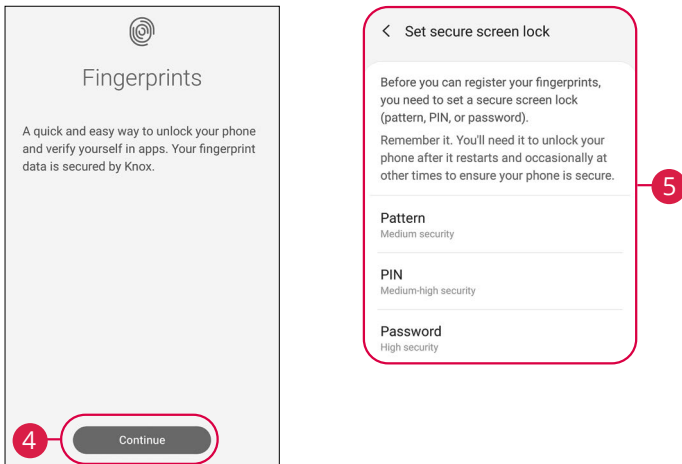 Fingerprints
A quick and easy way to unlock your phone
and verify yourself in apps. Your fingerprint
data is secured by Knox.
4
Continue
< Set secure screen lock
Before you can register your fingerprints,
you need to set a secure screen lock
(pattern, PIN, or password).
Remember it. You'll need it to unlock your
phone after it restarts and occasionally at
other times to ensure your phone is secure.
Pattern
Medium security
PIN
Medium-high security
Password
High security
5